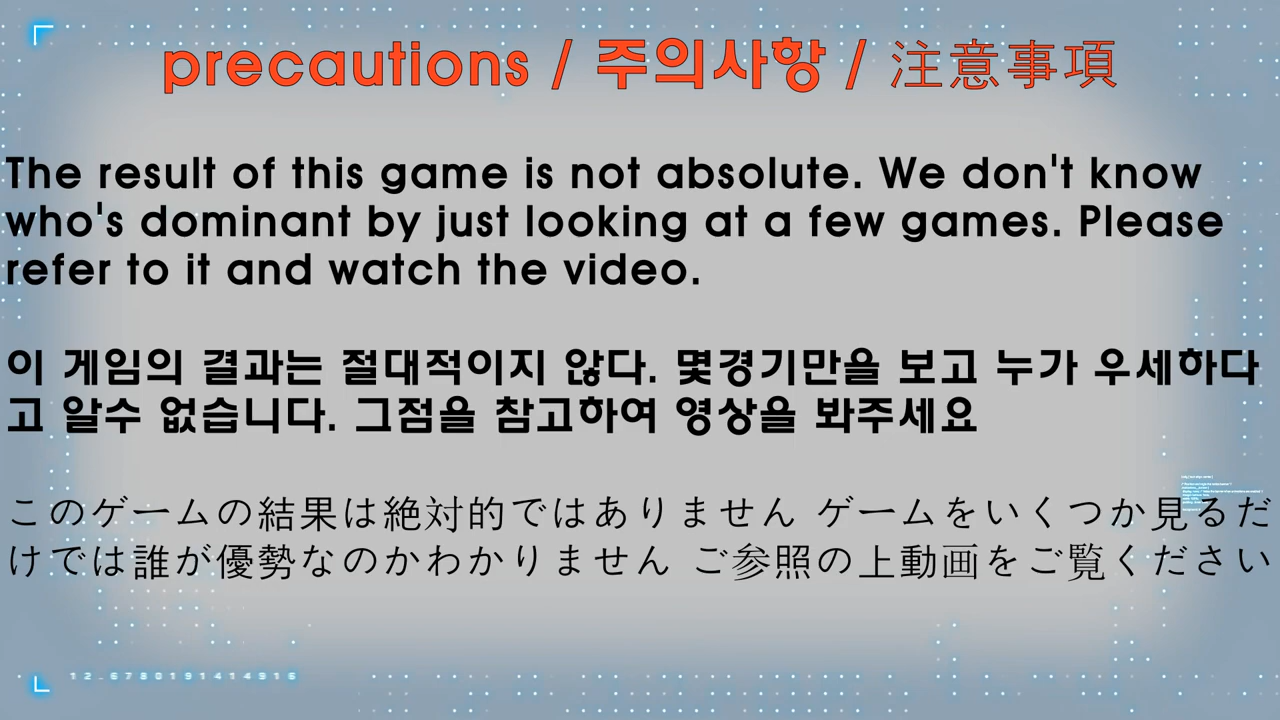 precautions / 주의사항 / 注意事項
The result of this game is not absolute. We don't know
who's dominant by just looking at a few games. Please
refer to it and watch the video.
이 게임의 결과는 절대적이지 않다. 몇경기만을 보고 누가 우세하다
고 알수 없습니다. 그점을 참고하여 영상을 봐주세요
このゲームの結果は絶対的ではありません ゲームをいくつか見るだ
けでは誰が優勢なのかわかりません ご参照の上動画をご覧ください